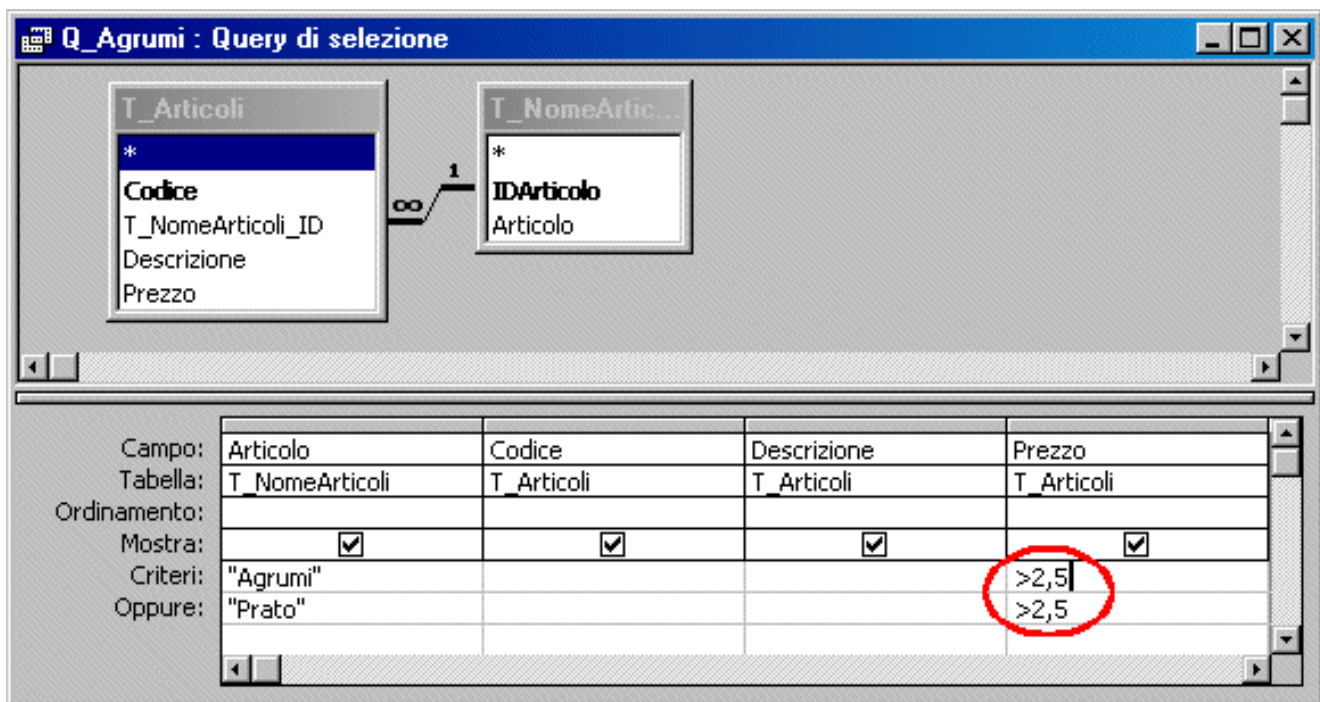 Q_Agrumi : Query di selezione
T_Articoli
*
Codice
T_NomeArticoli_ID
Descrizione
Prezzo
∞
1
T_NomeArtic...
*
IDArticolo
Articolo
Campo: Articolo Codice Descrizione Prezzo
Tabella: T_NomeArticoli T_Articoli T_Articoli T_Articoli
Ordinamento:
Mostra:
Criteri: "Agrumi" >2,5
Oppure: "Prato" >2,5